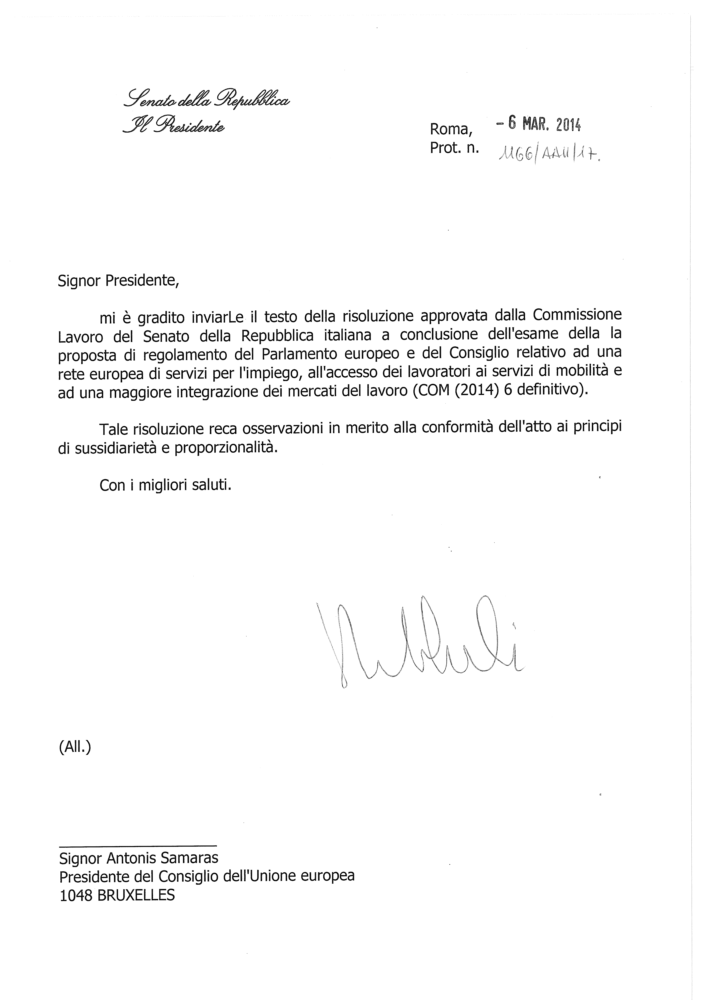 Senato della Repubblica
Il Presidente
Roma, - 6 MAR. 2014
Prot. n.
Signor Presidente,
mi è gradito inviarLe il testo della risoluzione approvata dalla Commissione
Lavoro del Senato della Repubblica italiana a conclusione dell'esame della la
proposta di regolamento del Parlamento europeo e del Consiglio relativo ad una
rete europea di servizi per l'impiego, all'accesso dei lavoratori ai servizi di mobilità e
ad una maggiore integrazione dei mercati del lavoro (COM (2014) 6 definitivo).
Tale risoluzione reca osservazioni in merito alla conformità dell'atto ai principi
di sussidiarietà e proporzionalità.
Con i migliori saluti.
(All.)
Signor Antonis Samaras
Presidente del Consiglio dell'Unione europea
1048 BRUXELLES